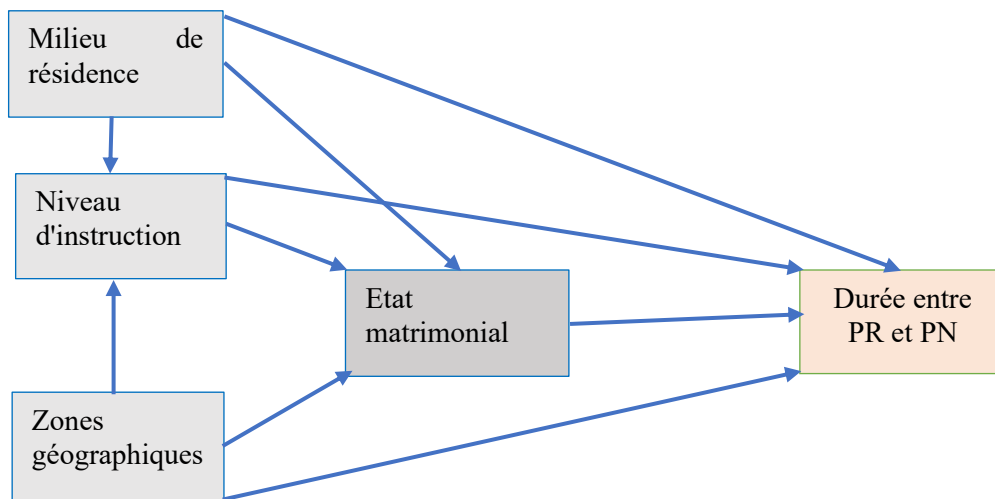 Milieu de
résidence
Niveau
d'instruction
Etat
matrimonial
Durée entre
PR et PN
Zones
géographiques